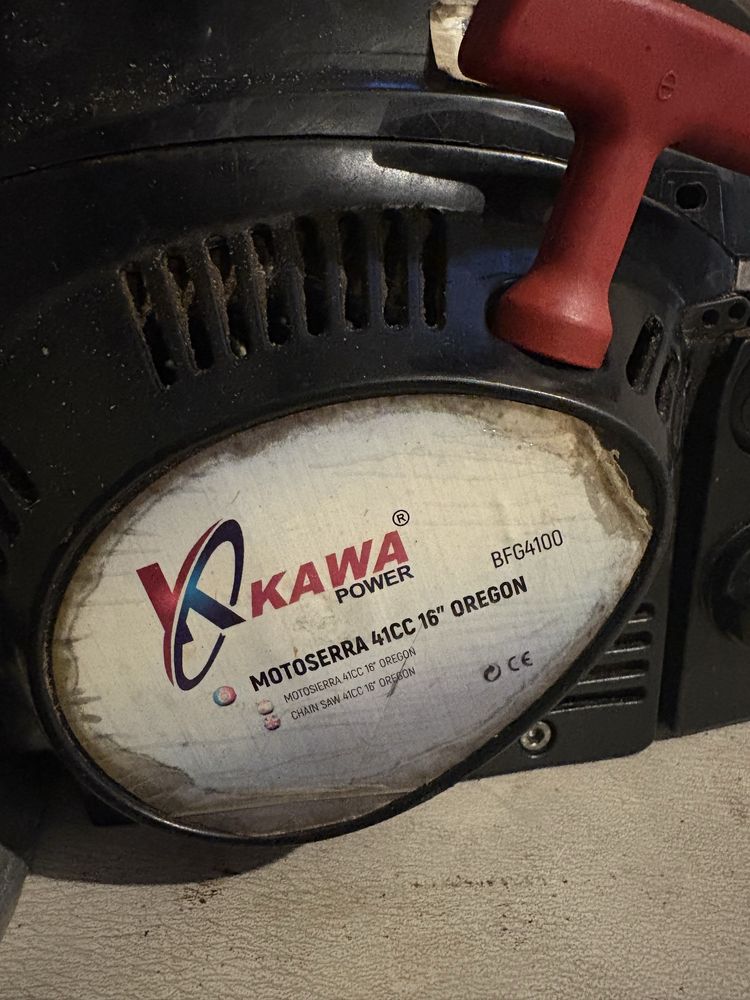 KAWA®
POWER
BFG4100
MOTOSERRA 41CC 16" OREGON
MOTOSIERRA 41CC 16" OREGON
CHAIN SAW 41CC 16" OREGON
CE